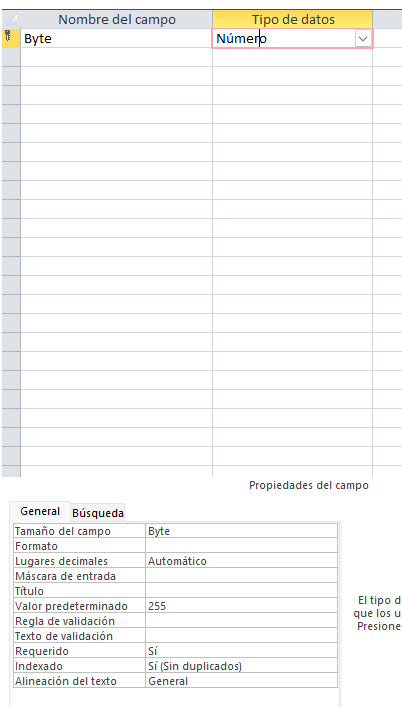 Nombre del campo Tipo de datos
Byte Número
Propiedades del campo
General Búsqueda
Tamaño del campo Byte
Formato
Lugares decimales Automático
Máscara de entrada
Título
Valor predeterminado 255
Regla de validación
Texto de validación
Requerido Sí
Indexado Sí (Sin duplicados)
Alineación del texto General
El tipo d
que los u
Presione